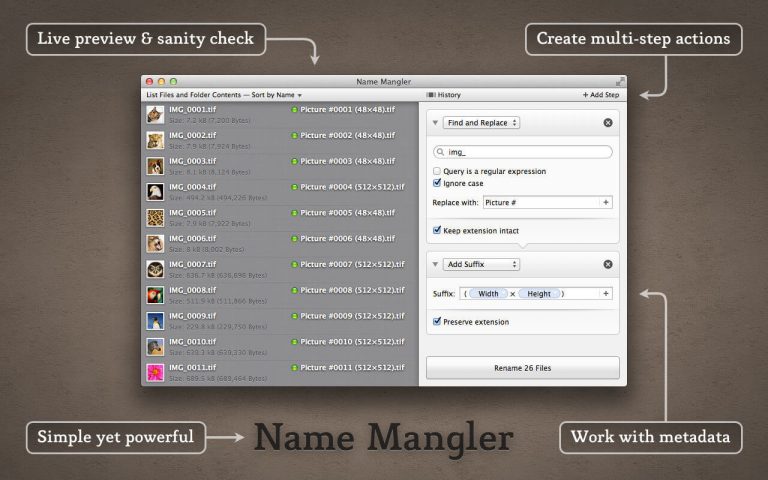 Live preview & sanity check
Create multi-step actions
Name Mangler
List Files and Folder Contents — Sort by Name
History
+ Add Step
IMG_0001.tif
Size: 7.2 kB (7,200 Bytes)
Picture #0001 (48×48).tif
IMG_0002.tif
Size: 7.9 kB (7,924 Bytes)
Picture #0002 (48×48).tif
IMG_0003.tif
Size: 8.1 kB (8,124 Bytes)
Picture #0003 (48×48).tif
IMG_0004.tif
Size: 494.2 kB (494,226 Bytes)
Picture #0004 (512×512).tif
IMG_0005.tif
Size: 7.9 kB (7,922 Bytes)
Picture #0005 (48×48).tif
IMG_0006.tif
Size: 8 kB (8,002 Bytes)
Picture #0006 (48×48).tif
IMG_0007.tif
Size: 636.7 kB (636,698 Bytes)
Picture #0007 (512×512).tif
IMG_0008.tif
Size: 511.9 kB (511,866 Bytes)
Picture #0008 (512×512).tif
IMG_0009.tif
Size: 229.8 kB (229,750 Bytes)
Picture #0009 (512×512).tif
IMG_0010.tif
Size: 639.3 kB (639,330 Bytes)
Picture #0010 (512×512).tif
IMG_0011.tif
Size: 689.5 kB (689,450 Bytes)
Picture #0011 (512×512).tif
Find and Replace
img_
Query is a regular expression
Ignore case
Replace with: Picture # +
Keep extension intact
Add Suffix
Suffix: ( Width × Height ) +
Preserve extension
Rename 26 Files
Simple yet powerful
Name Mangler
Work with metadata